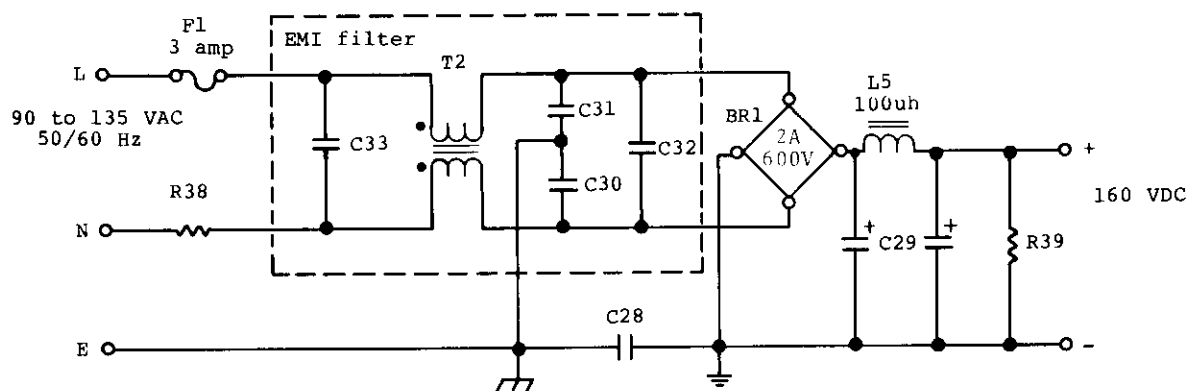 F1
3 amp
EMI filter
T2
L
90 to 135 VAC
50/60 Hz
C33
C31
C32
C30
BR1
2A
600V
L5
100uh
+
160 VDC
R38
N
+
C29
+
R39
C28
E
-